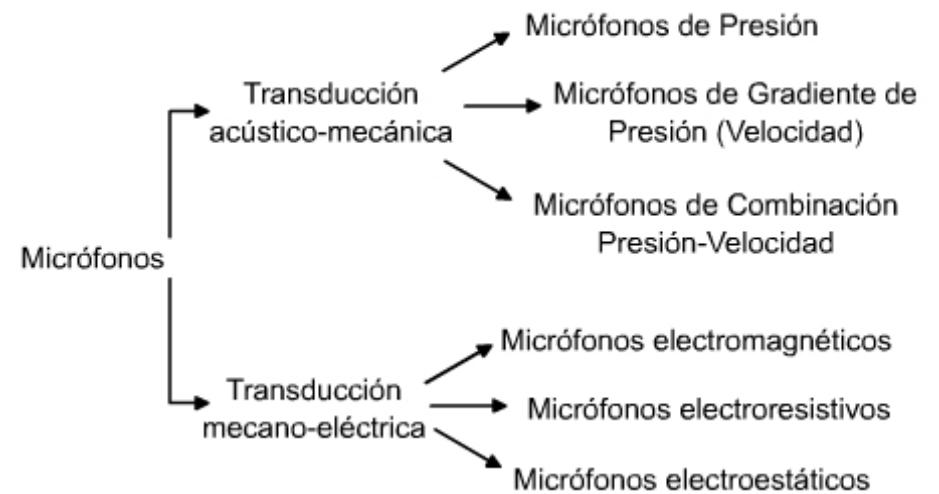 Micrófonos de Presión
Transducción
acústico-mecánica
Micrófonos de Gradiente de
Presión (Velocidad)
Micrófonos de Combinación
Presión-Velocidad
Micrófonos
Micrófonos electromagnéticos
Transducción
mecano-eléctrica
Micrófonos electroresistivos
Micrófonos electroestáticos